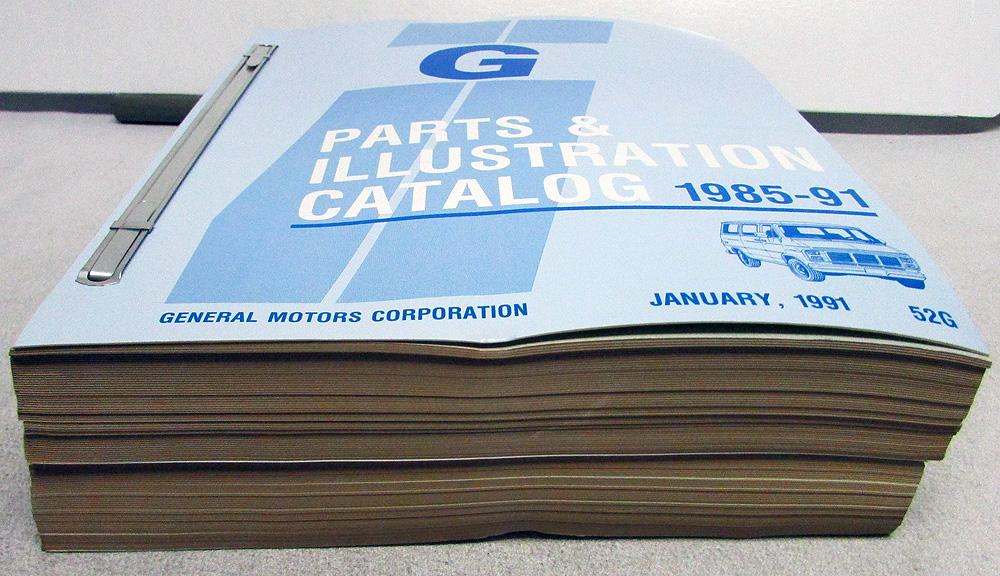 G
PARTS &
ILLUSTRATION
CATALOG 1985-91
GENERAL MOTORS CORPORATION
JANUARY, 1991
52G